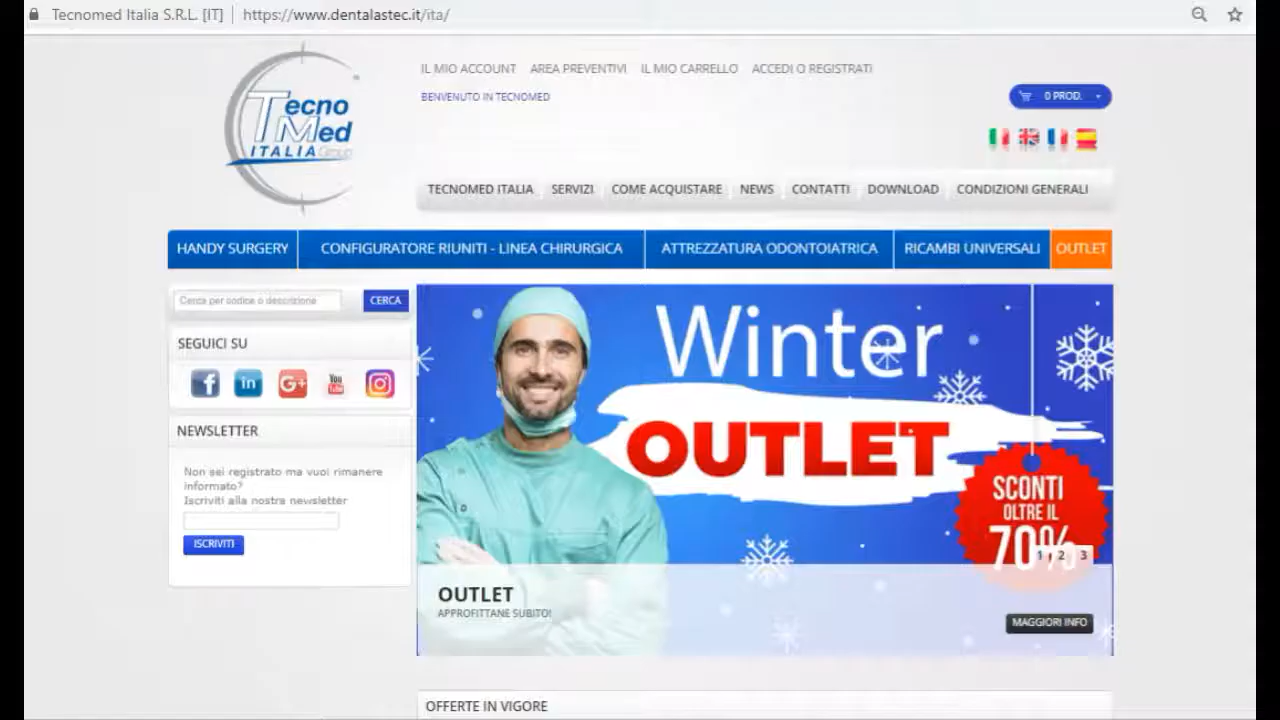 Tecnomed Italia S.R.L. [IT] https://www.dentalastec.it/ita/
Tecno
Med
ITALIA Group
IL MIO ACCOUNT AREA PREVENTIVI IL MIO CARRELLO ACCEDI O REGISTRATI
BENVENUTO IN TECNOMED
0 PROD.
TECNOMED ITALIA SERVIZI COME ACQUISTARE NEWS CONTATTI DOWNLOAD CONDIZIONI GENERALI
HANDY SURGERY CONFIGURATORE RIUNITI - LINEA CHIRURGICA ATTREZZATURA ODONTOIATRICA RICAMBI UNIVERSALI OUTLET
Cerca per codice o descrizione CERCA
SEGUICI SU
f in G+ You Tube
NEWSLETTER
Non sei registrato ma vuoi rimanere
informato?
Iscriviti alla nostra newsletter
ISCRIVITI
Winter
OUTLET
SCONTI
OLTRE IL
70%
1 2 3
OUTLET
APPROFITTANE SUBITO!
MAGGIORI INFO
OFFERTE IN VIGORE